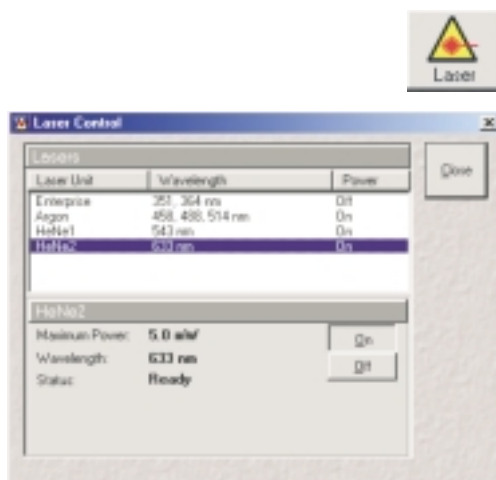 Laser
Laser Control
Lasers
Close
Laser Unit Wavelength Power
Enterprise 351, 364 nm Off
Argon 458, 488, 514 nm On
HeNe1 543 nm On
HeNe2 633 nm On
HeNe2
Maximum Power: 5.0 mW On
Wavelength: 633 nm Off
Status: Ready